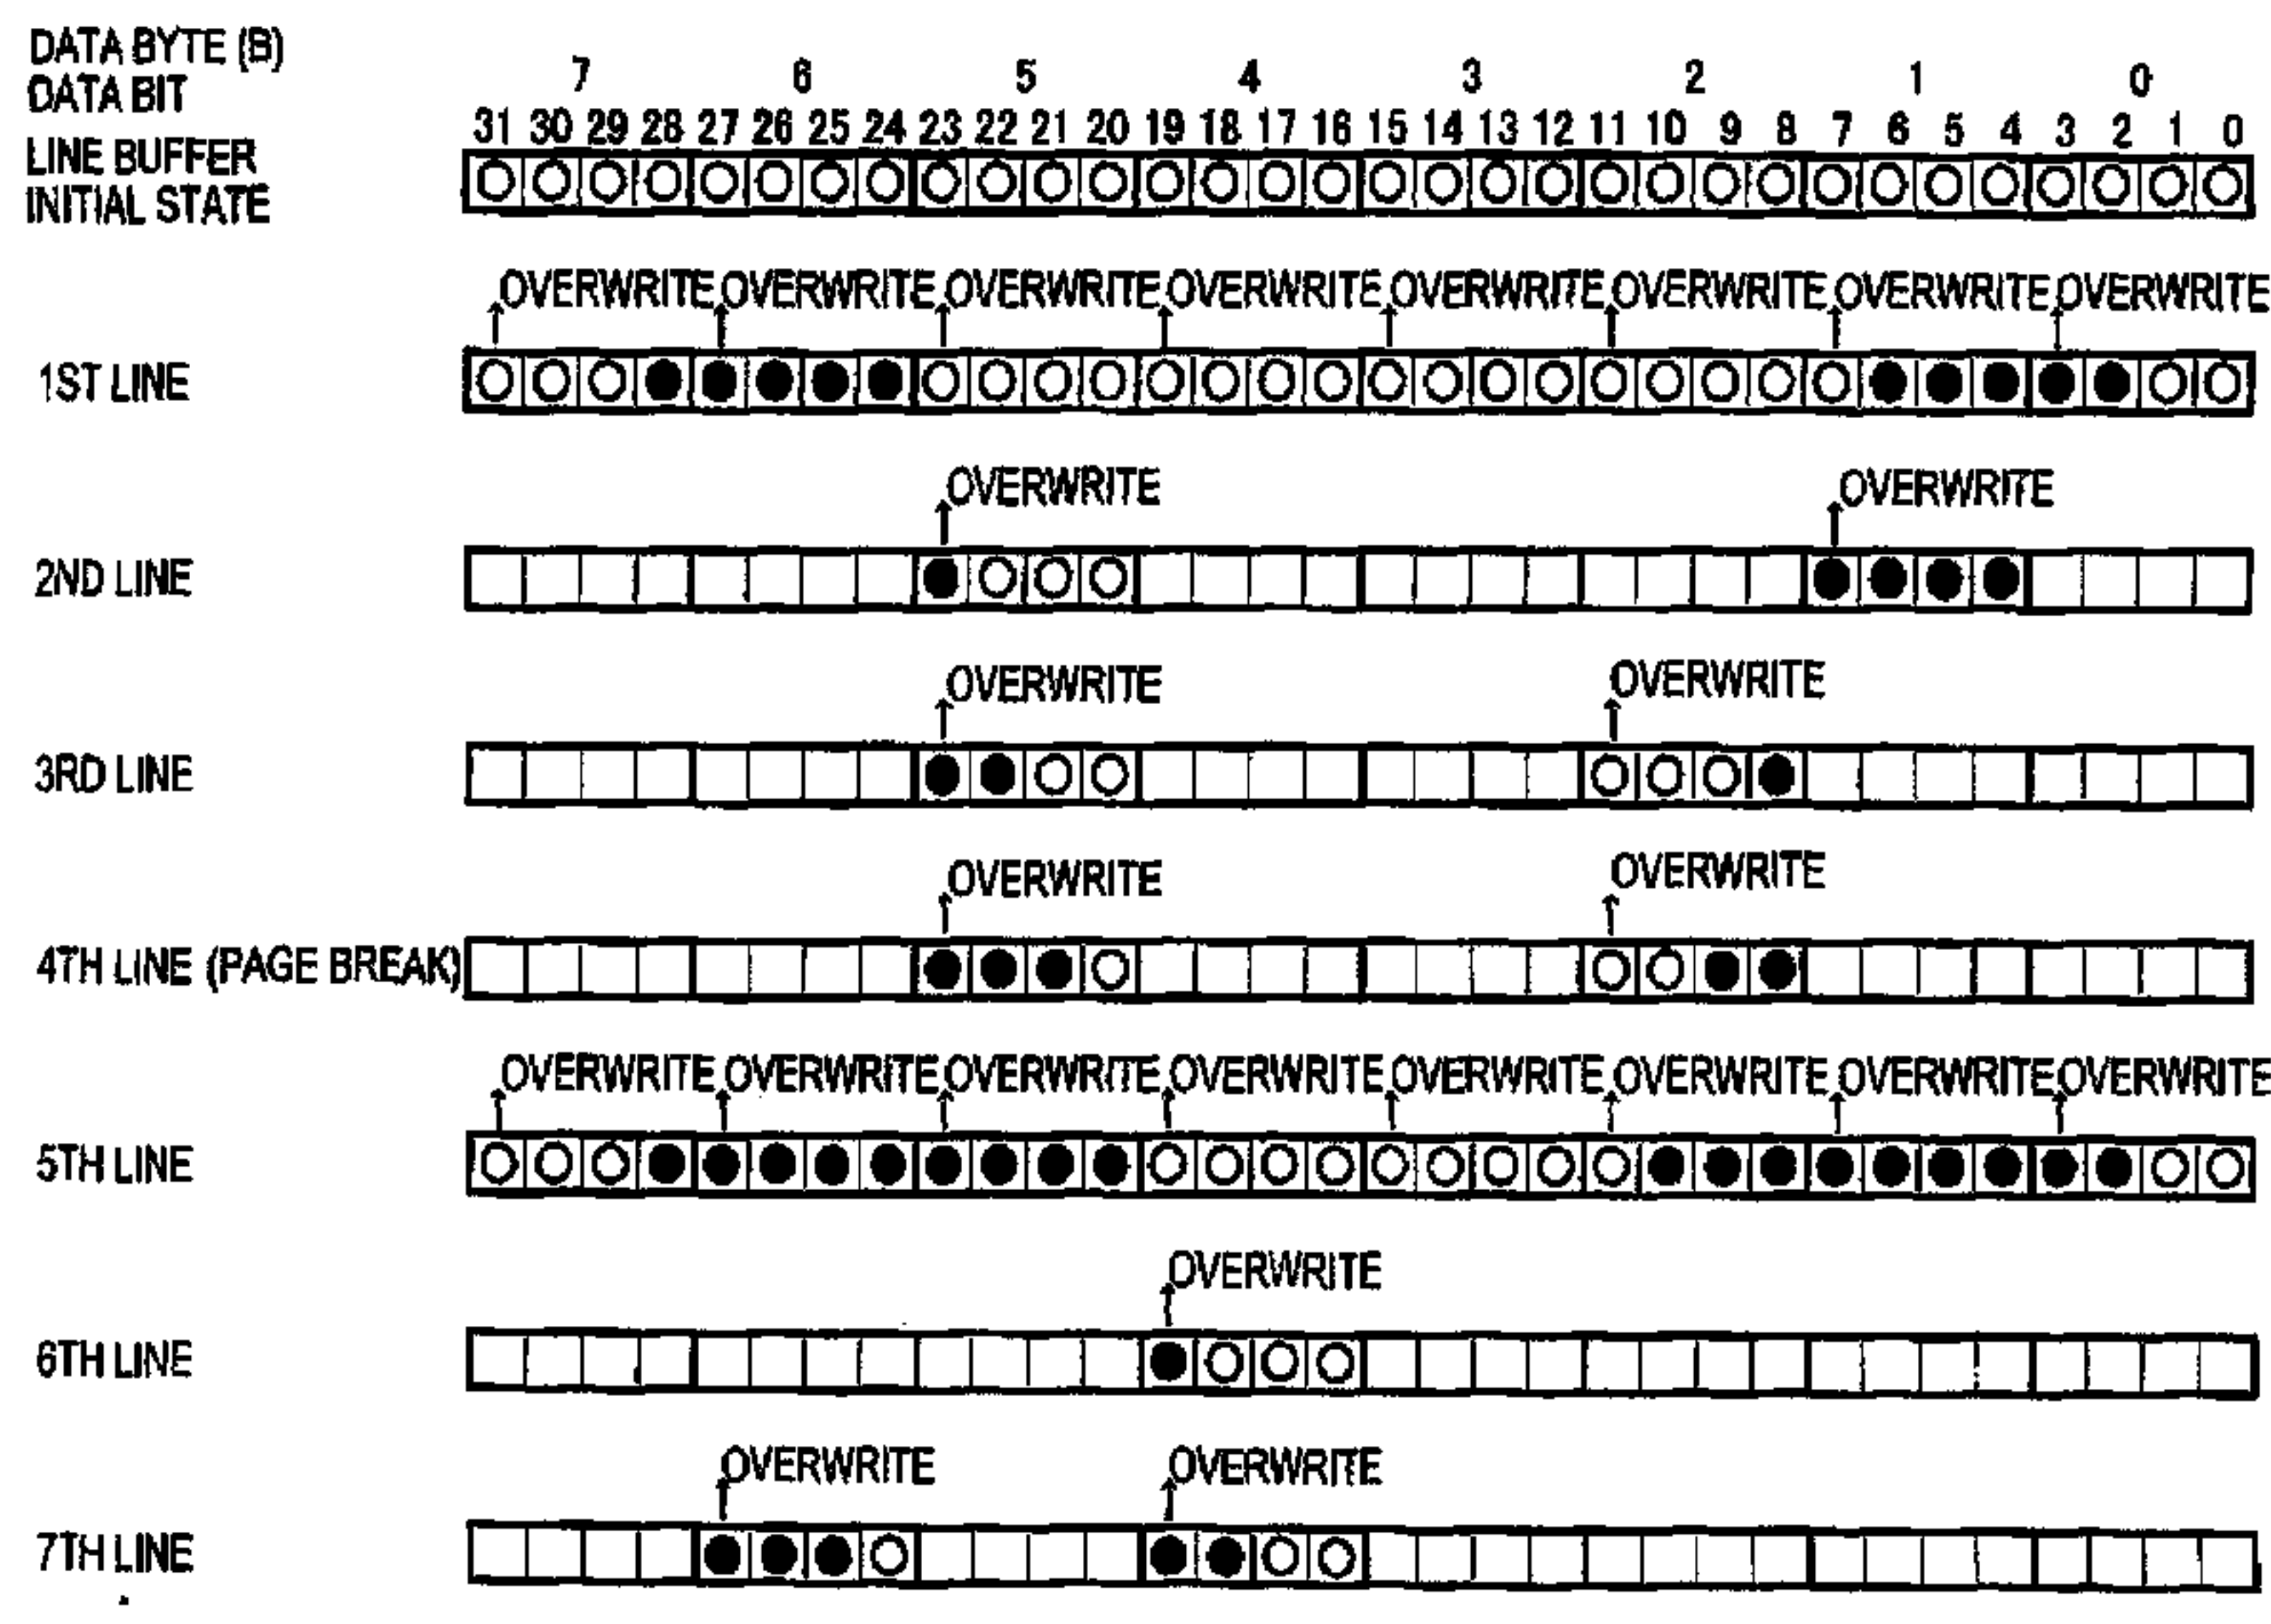 DATA BYTE (B) 7 6 5 4 3 2 1 0
DATA BIT 31 30 29 28 27 26 25 24 23 22 21 20 19 18 17 16 15 14 13 12 11 10 9 8 7 6 5 4 3 2 1 0
LINE BUFFER
INITIAL STATE
OVERWRITE OVERWRITE OVERWRITE OVERWRITE OVERWRITE OVERWRITE OVERWRITE OVERWRITE
1ST LINE
OVERWRITE OVERWRITE
2ND LINE
OVERWRITE OVERWRITE
3RD LINE
OVERWRITE OVERWRITE
4TH LINE (PAGE BREAK)
OVERWRITE OVERWRITE OVERWRITE OVERWRITE OVERWRITE OVERWRITE OVERWRITE OVERWRITE
5TH LINE
OVERWRITE
6TH LINE
OVERWRITE OVERWRITE
7TH LINE